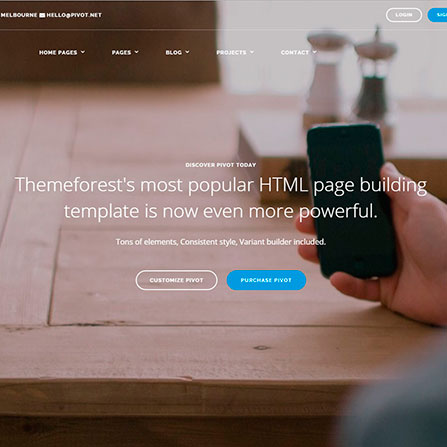 MELBOURNE HELLO@PIVOT.NET
LOGIN
HOME PAGES PAGES BLOG PROJECTS CONTACT
DISCOVER PIVOT TODAY
Themeforest's most popular HTML page building
template is now even more powerful.
Tons of elements, Consistent style, Variant builder included.
CUSTOMIZE PIVOT PURCHASE PIVOT